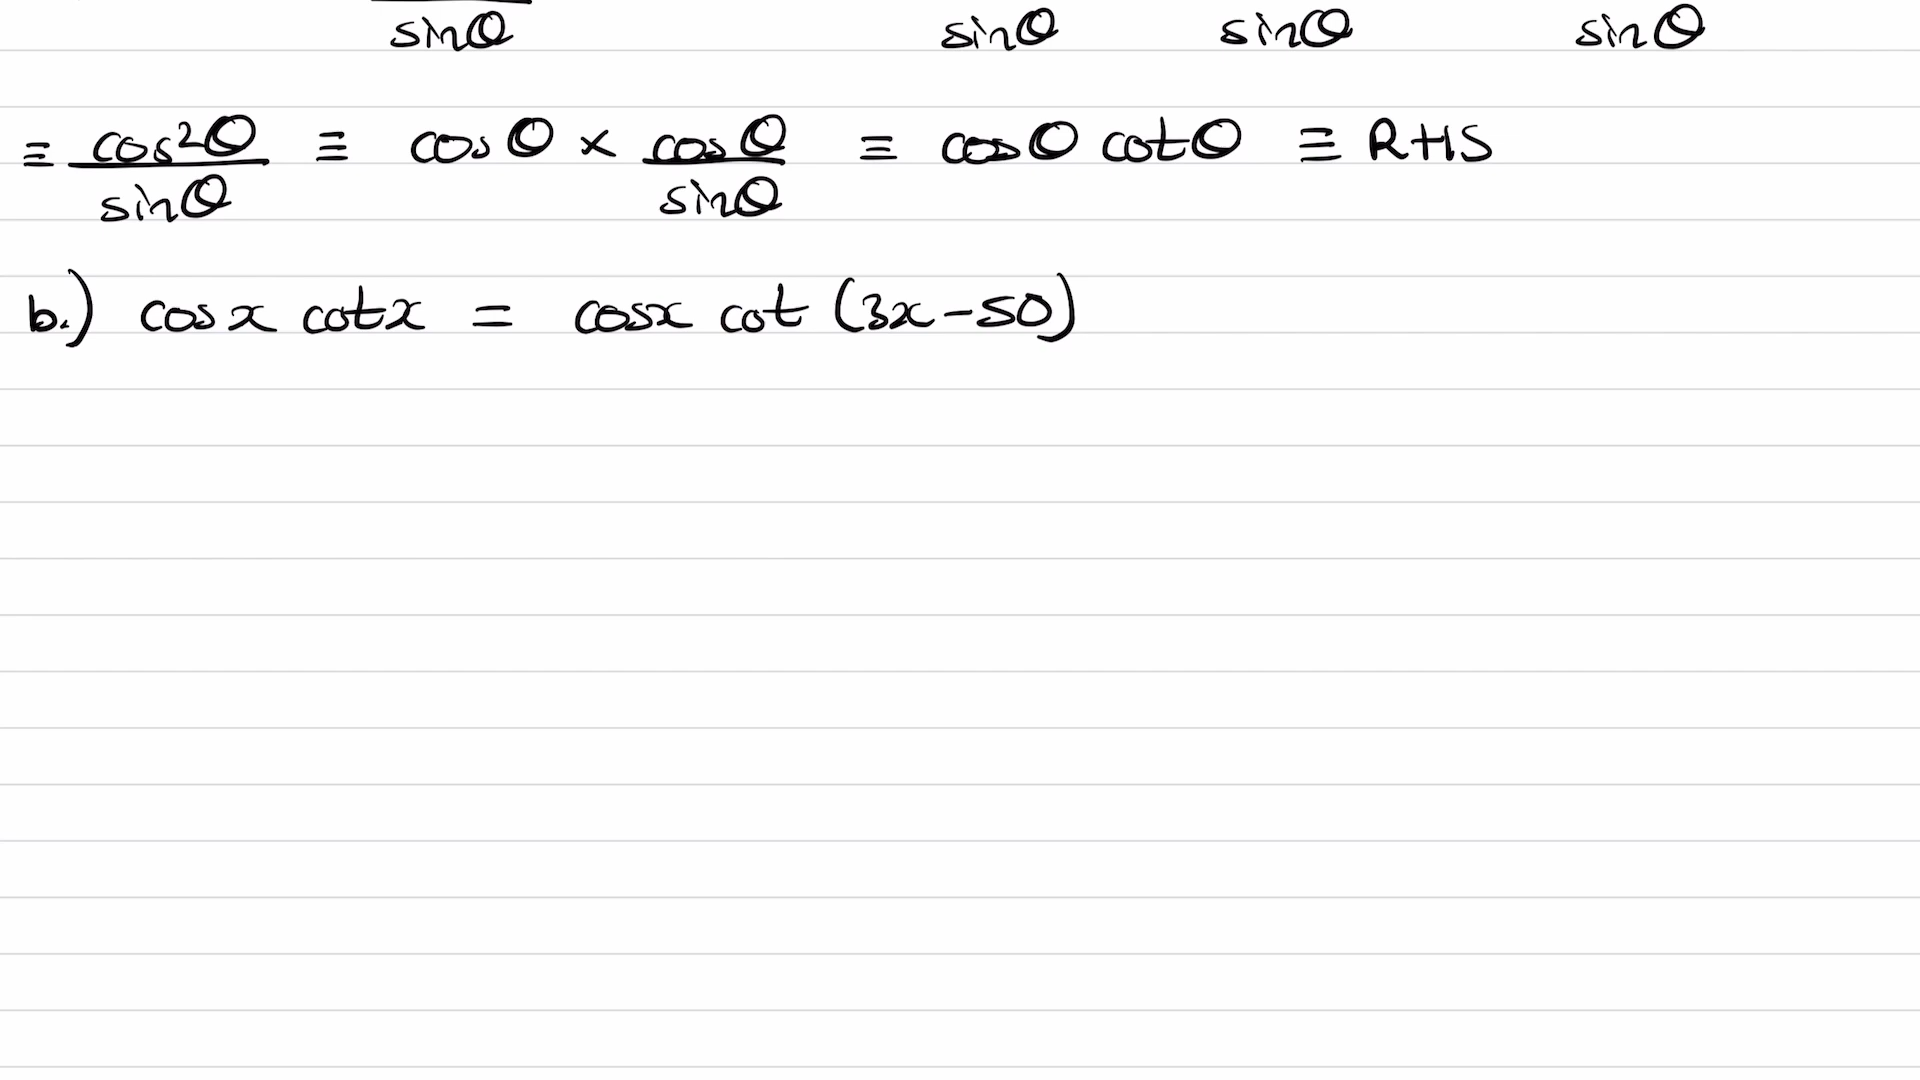 sinθ sinθ sinθ sinθ
≡ cos²θ ≡ cosθ × cosθ ≡ cosθ cotθ ≡ RHS
sinθ sinθ
b.) cosx cotx = cosx cot (3x-50)